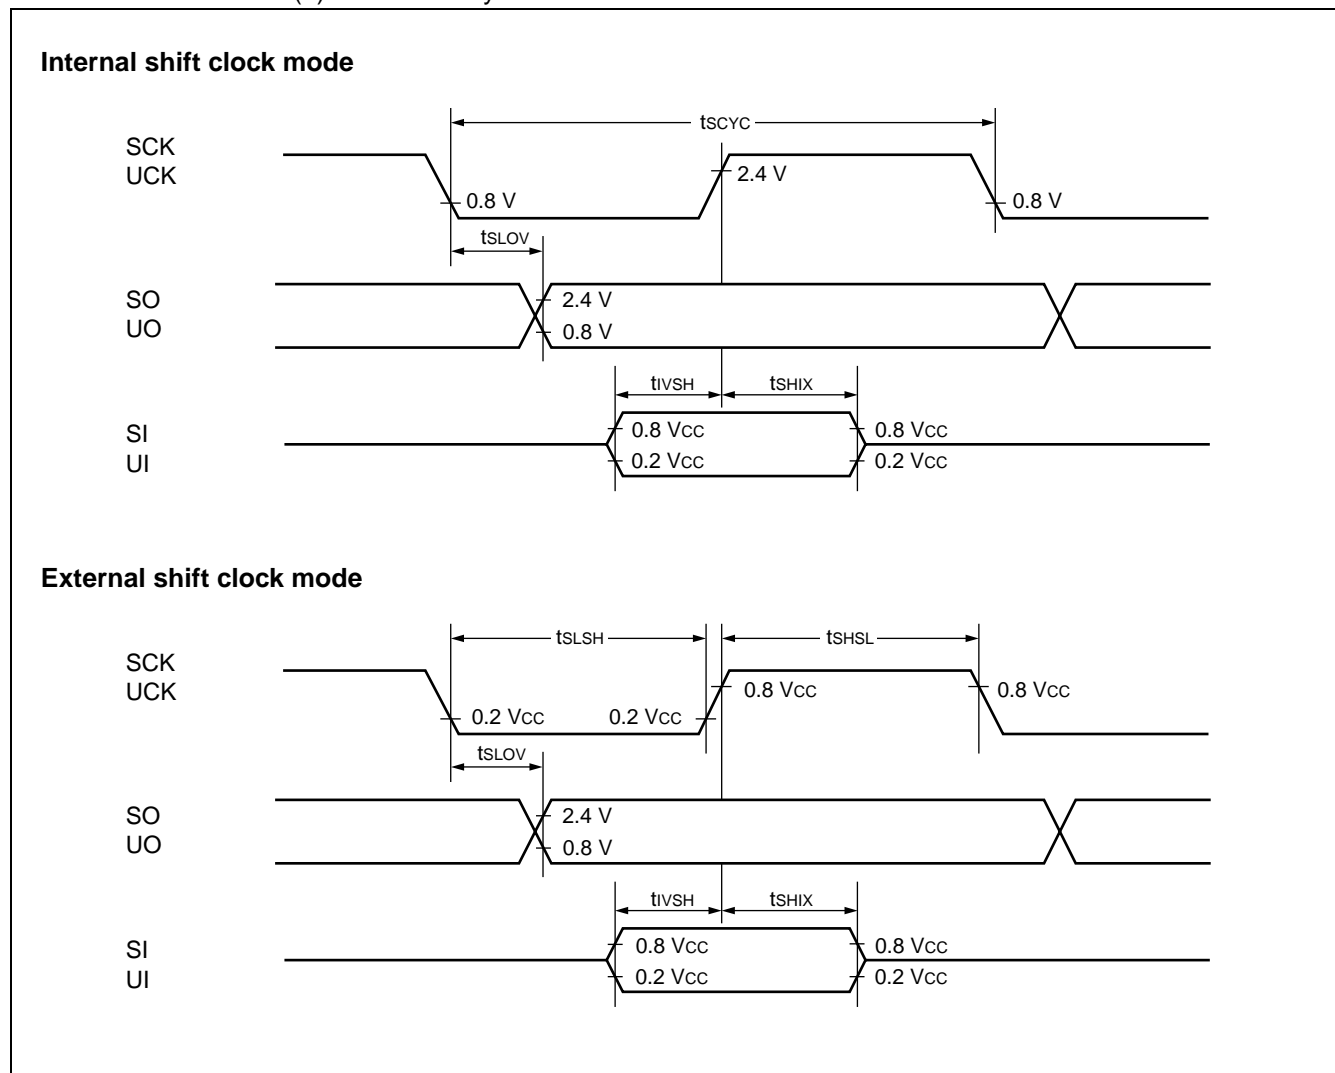 Internal shift clock mode
tSCYC
SCK
UCK
2.4 V
0.8 V
0.8 V
tSLOV
SO
UO
2.4 V
0.8 V
tIVSH
tSHIX
SI
UI
0.8 VCC
0.8 VCC
0.2 VCC
0.2 VCC
External shift clock mode
tSLSH
tSHSL
SCK
UCK
0.8 VCC
0.8 VCC
0.2 VCC
0.2 VCC
tSLOV
SO
UO
2.4 V
0.8 V
tIVSH
tSHIX
SI
UI
0.8 VCC
0.8 VCC
0.2 VCC
0.2 VCC